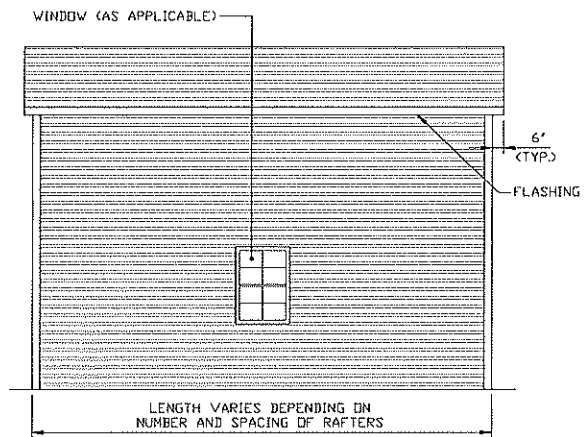 WINDOW (AS APPLICABLE)
6"
(TYP.)
FLASHING
LENGTH VARIES DEPENDING ON
NUMBER AND SPACING OF RAFTERS